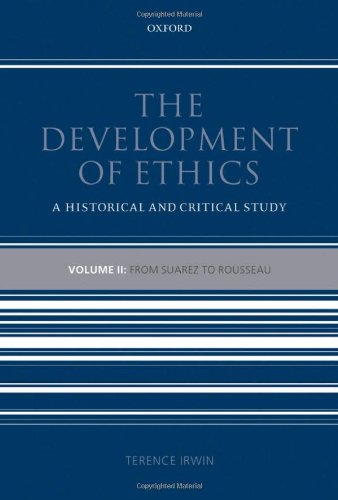 OXFORD
THE
DEVELOPMENT
OF ETHICS
A HISTORICAL AND CRITICAL STUDY
VOLUME II: FROM SUAREZ TO ROUSSEAU
TERENCE IRWIN